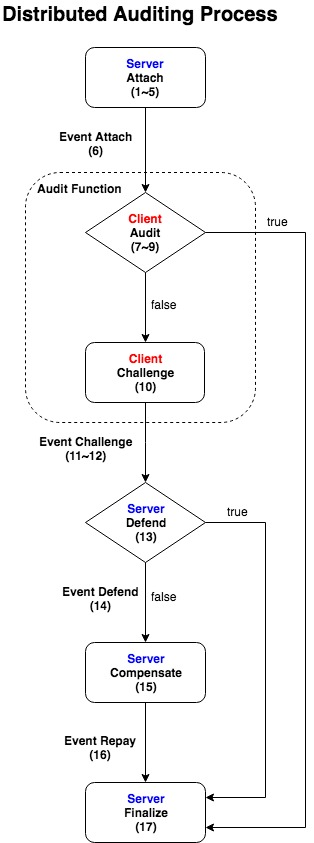 Distributed Auditing Process
Server
Attach
(1~5)
Event Attach
(6)
Audit Function
Client
Audit
(7~9)
true
false
Client
Challenge
(10)
Event Challenge
(11~12)
Server
Defend
(13)
true
Event Defend
(14)
false
Server
Compensate
(15)
Event Repay
(16)
Server
Finalize
(17)